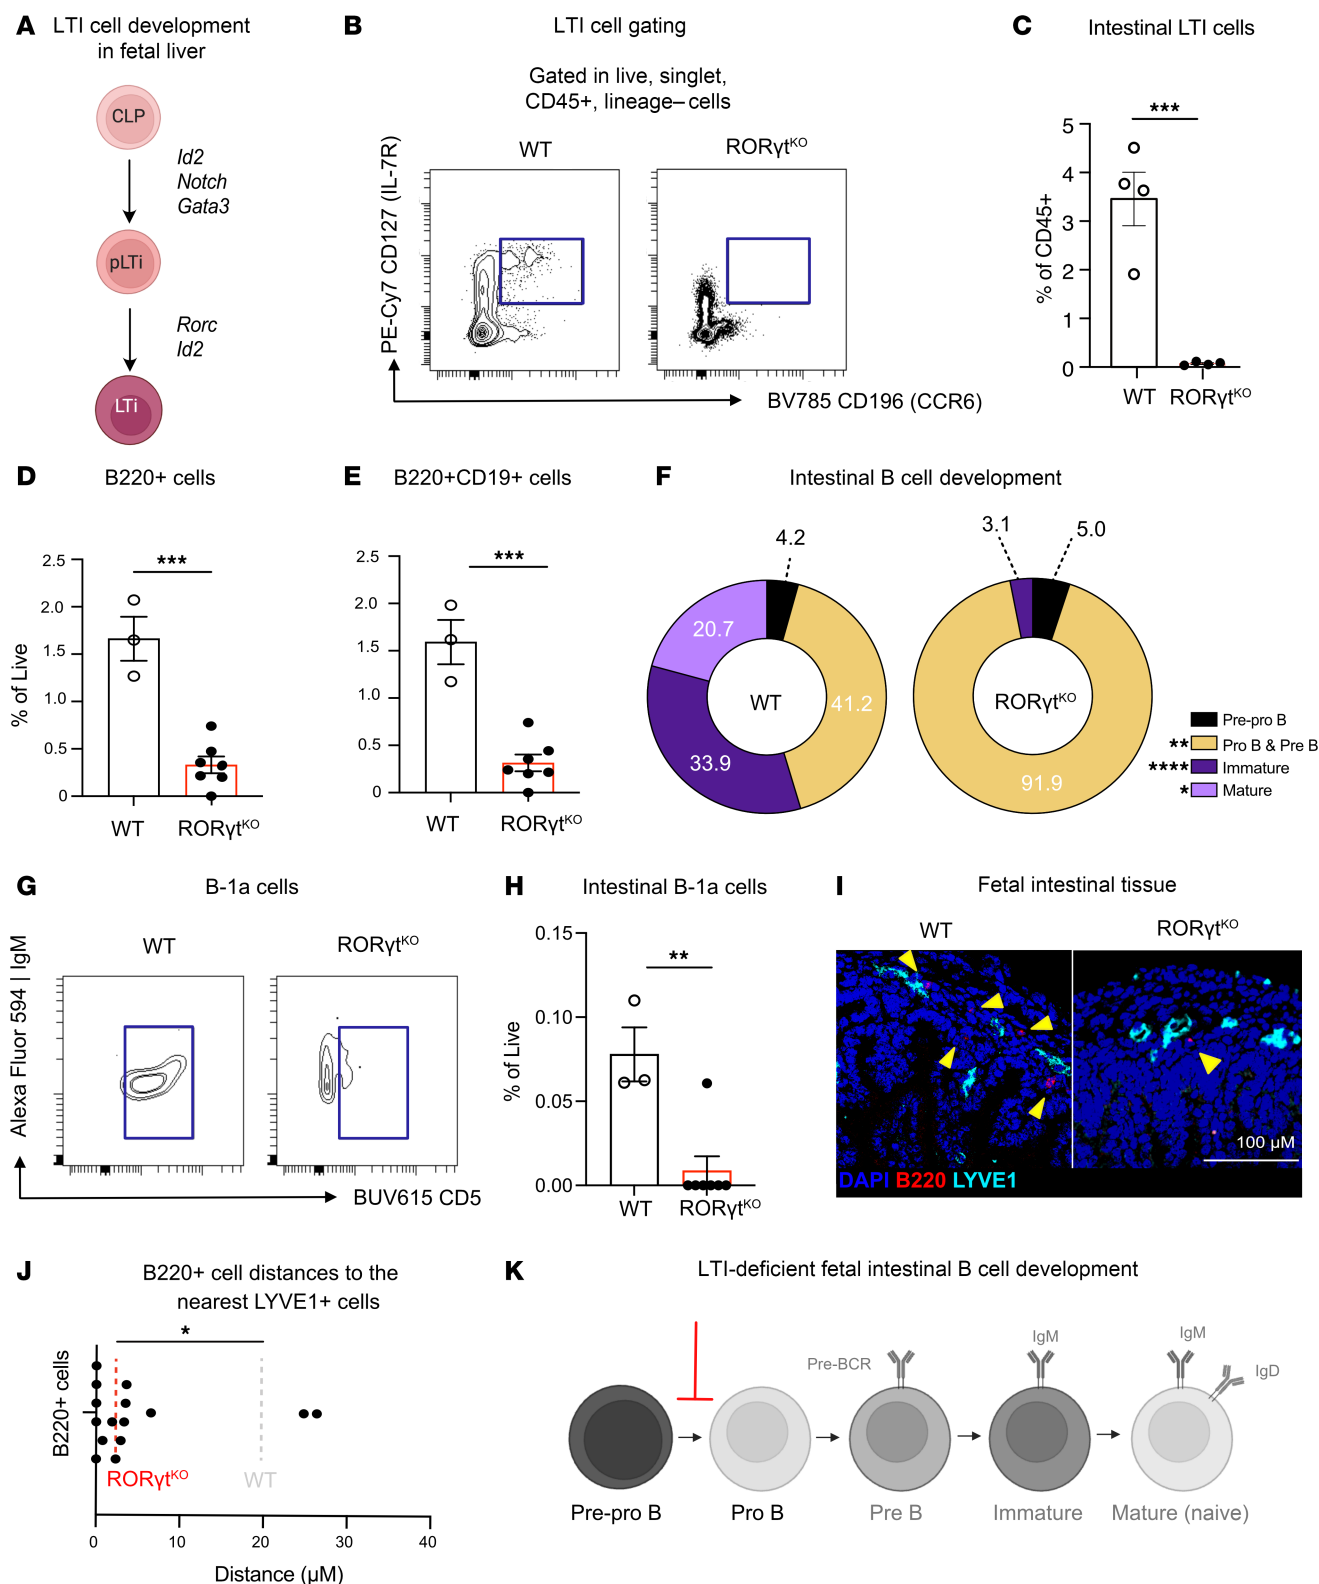 A
LTI cell development
in fetal liver
CLP
Id2
Notch
Gata3
pLTi
Rorc
Id2
LTi
B
LTI cell gating
Gated in live, singlet,
CD45+, lineage– cells
WT
RORγtKO
PE-Cy7 CD127 (IL-7R)
BV785 CD196 (CCR6)
C
Intestinal LTI cells
***
% of CD45+
5
4
3
2
1
0
WT
RORγtKO
D
B220+ cells
***
% of Live
2.5
2.0
1.5
1.0
0.5
0
WT
RORγtKO
E
B220+CD19+ cells
***
2.5
2.0
1.5
1.0
0.5
0
WT
RORγtKO
F
Intestinal B cell development
4.2
20.7
41.2
33.9
WT
3.1
5.0
RORγtKO
91.9
Pre-pro B
** Pro B & Pre B
**** Immature
* Mature
G
B-1a cells
WT
RORγtKO
Alexa Fluor 594 | IgM
BUV615 CD5
H
Intestinal B-1a cells
**
% of Live
0.15
0.10
0.05
0.00
WT
RORγtKO
I
Fetal intestinal tissue
WT
RORγtKO
100 μM
DAPI B220 LYVE1
J
B220+ cell distances to the
nearest LYVE1+ cells
*
B220+ cells
RORγtKO
WT
0
10
20
30
40
Distance (μM)
K
LTI-deficient fetal intestinal B cell development
Pre-BCR
IgM
IgM
IgD
Pre-pro B
Pro B
Pre B
Immature
Mature (naive)